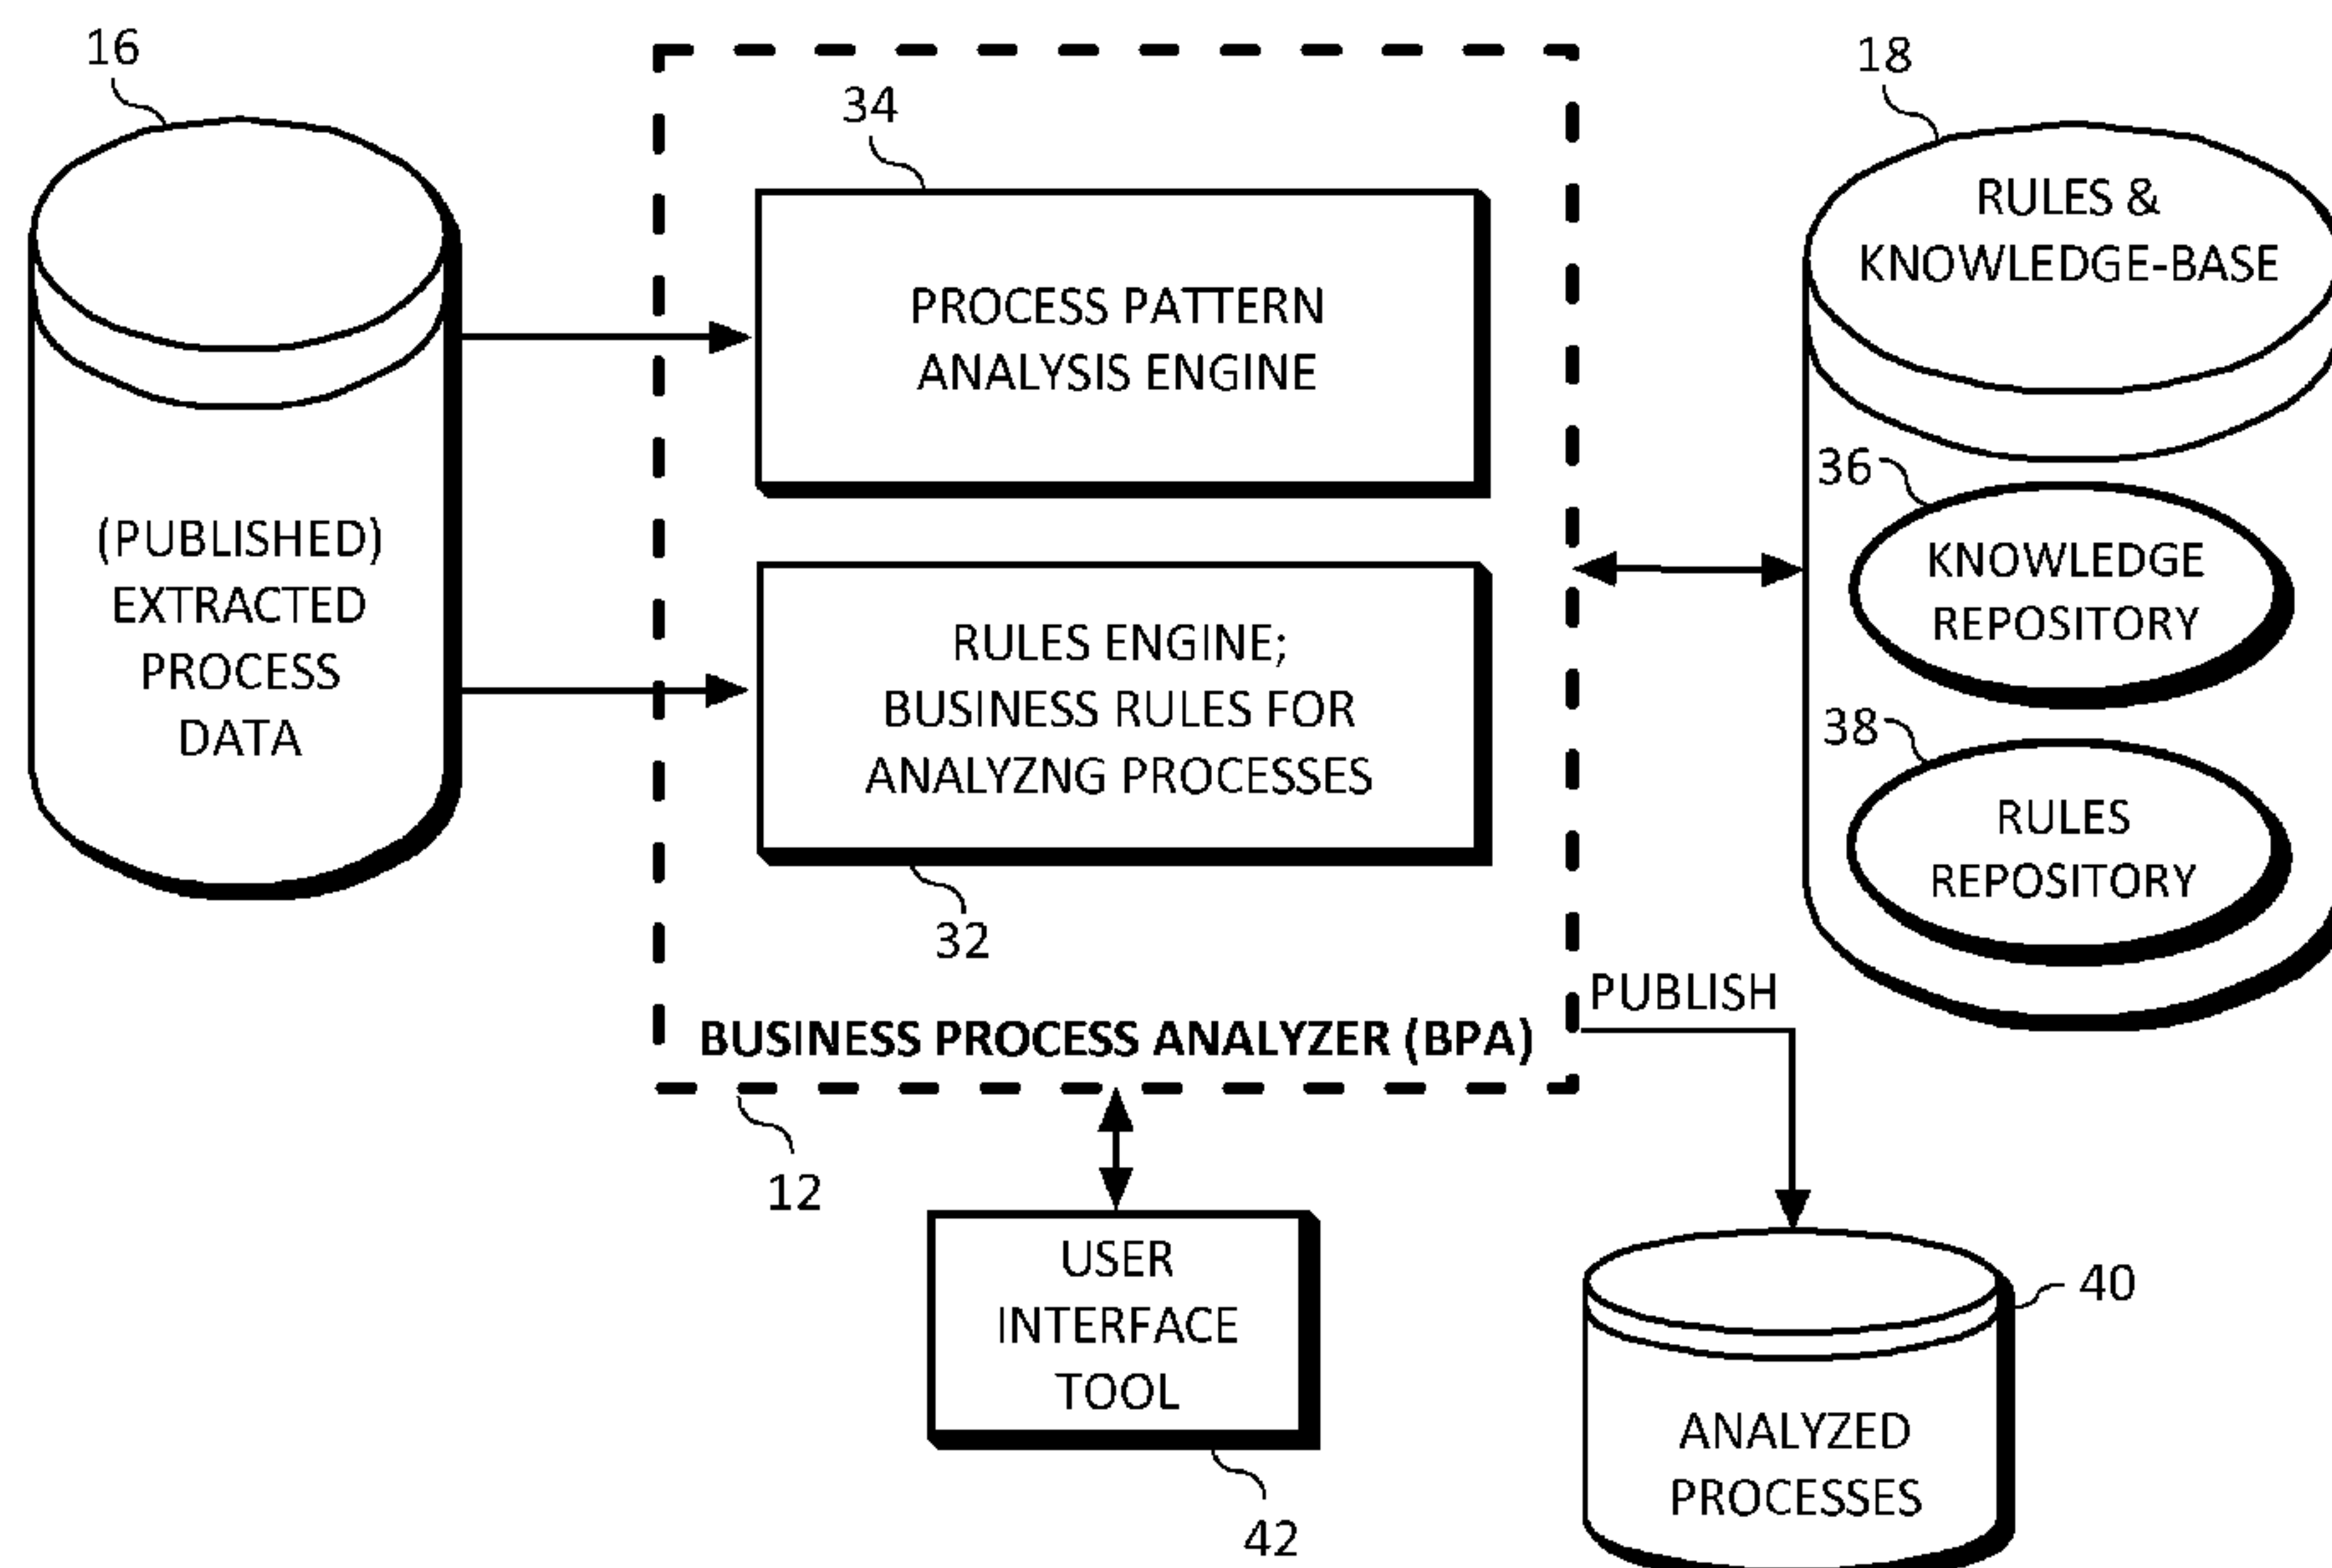 16
(PUBLISHED)
EXTRACTED
PROCESS
DATA
34
PROCESS PATTERN
ANALYSIS ENGINE
RULES ENGINE;
BUSINESS RULES FOR
ANALYZNG PROCESSES
32
BUSINESS PROCESS ANALYZER (BPA)
12
18
RULES &
KNOWLEDGE-BASE
36
KNOWLEDGE
REPOSITORY
38
RULES
REPOSITORY
PUBLISH
USER
INTERFACE
TOOL
42
40
ANALYZED
PROCESSES